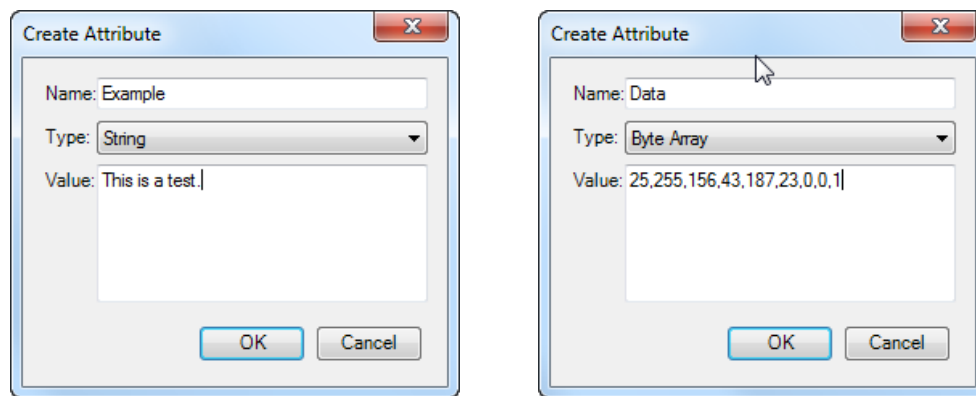 Create Attribute
Name: Example
Type: String
Value: This is a test.
OK Cancel
Create Attribute
Name: Data
Type: Byte Array
Value: 25,255,156,43,187,23,0,0,1
OK Cancel